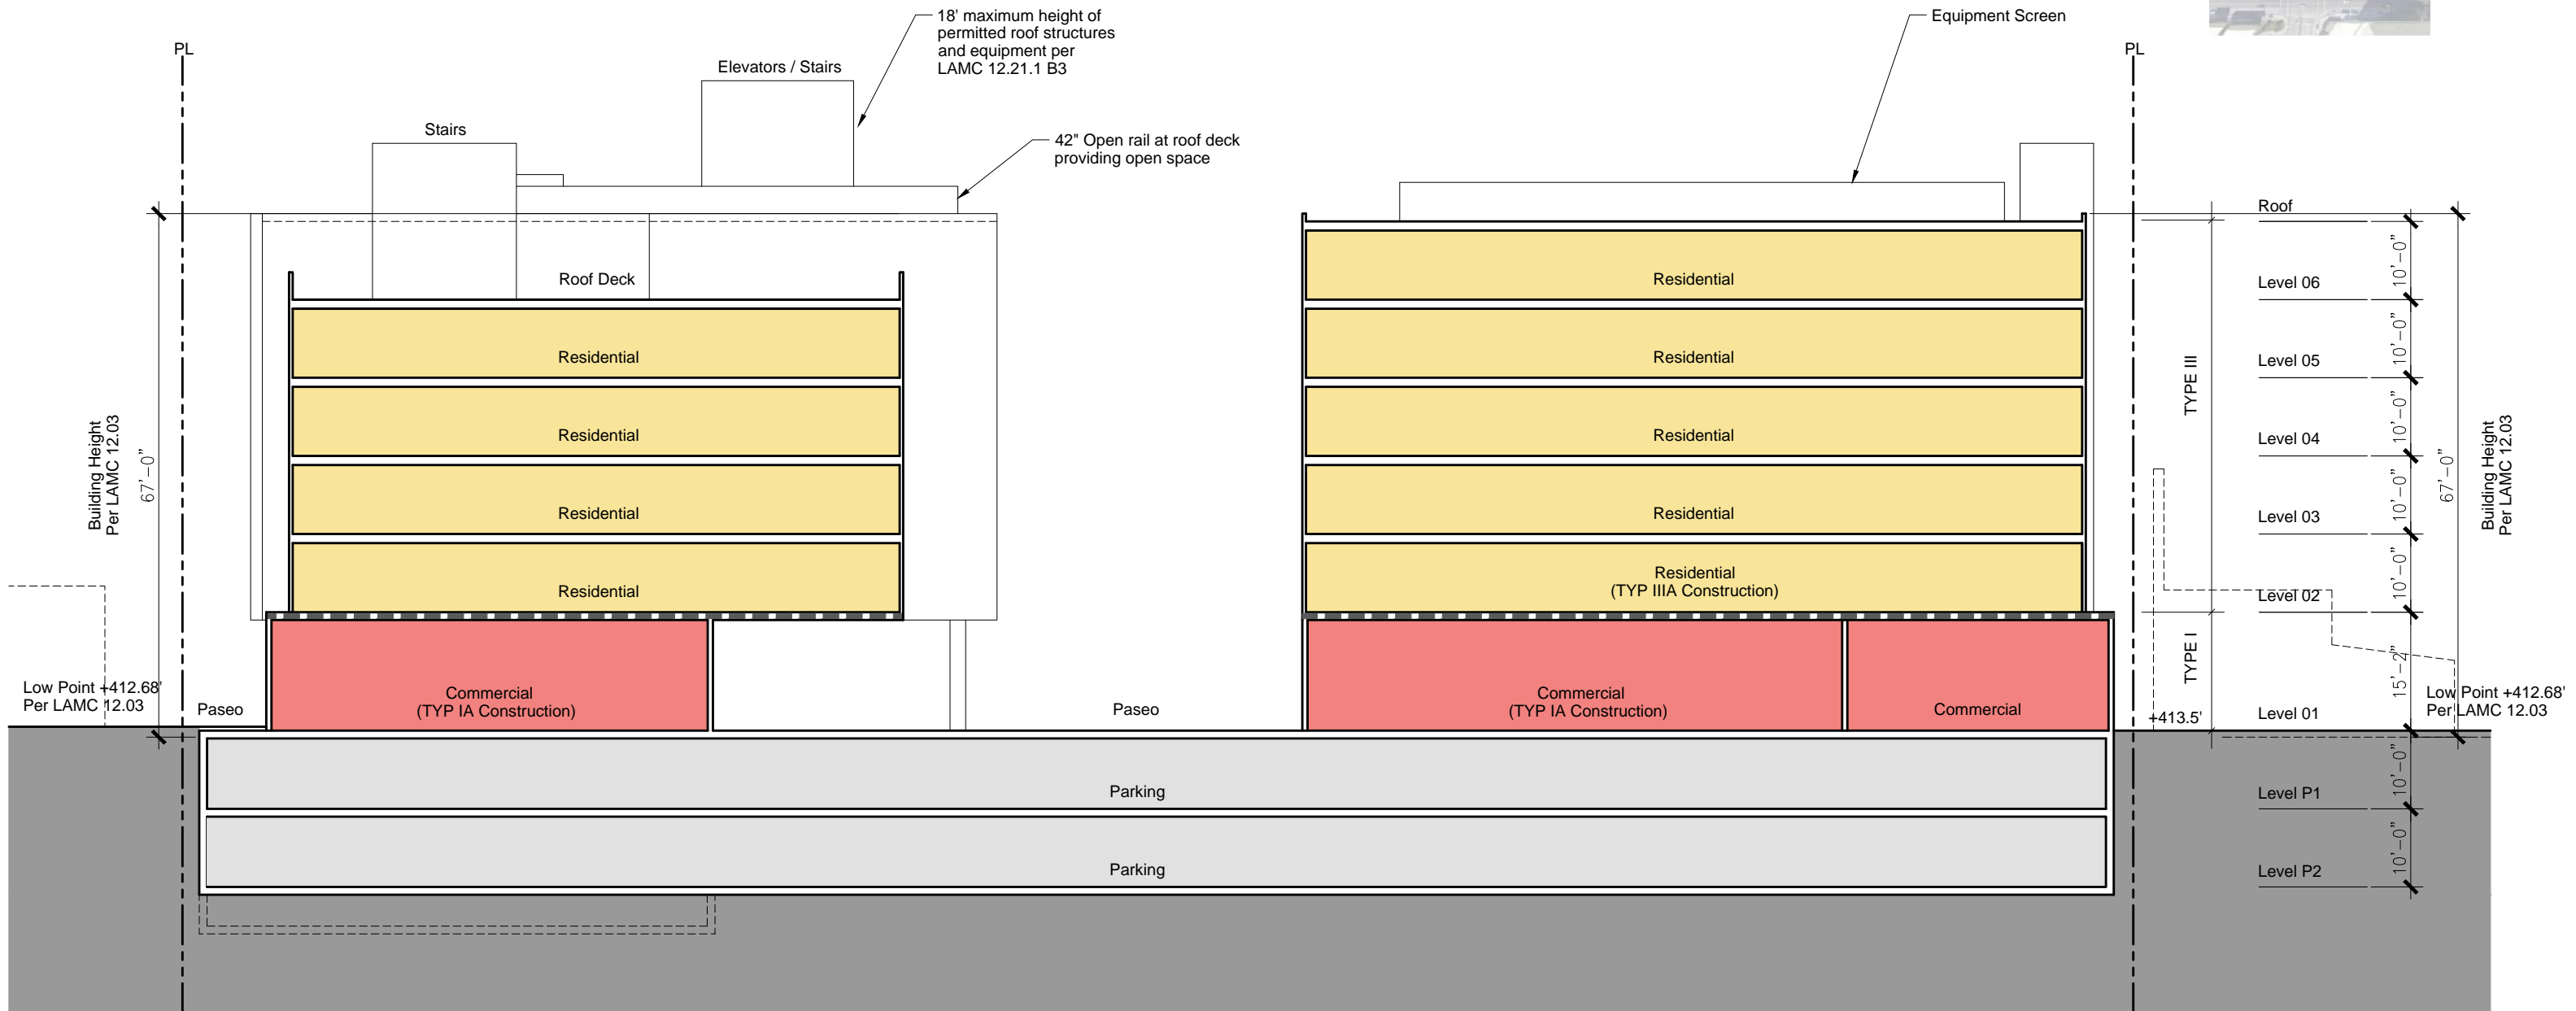 PL
18' maximum height of
permitted roof structures
and equipment per
LAMC 12.21.1 B3
Equipment Screen
PL
Elevators / Stairs
Stairs
42" Open rail at roof deck
providing open space
Roof
Roof Deck
Residential
Level 06
10'-0"
Residential
Residential
Level 05
10'-0"
TYPE III
Residential
Residential
Level 04
10'-0"
Building Height
Per LAMC 12.03
67'-0"
Building Height
Per LAMC 12.03
67'-0"
Residential
Residential
Level 03
10'-0"
Residential
Residential
(TYP IIIA Construction)
Level 02
10'-0"
TYPE I
15'-2"
Low Point +412.68'
Per LAMC 12.03
Paseo
Commercial
(TYP IA Construction)
Paseo
Commercial
(TYP IA Construction)
Commercial
+413.5'
Level 01
Low Point +412.68'
Per LAMC 12.03
Parking
Level P1
10'-0"
Parking
Level P2
10'-0"